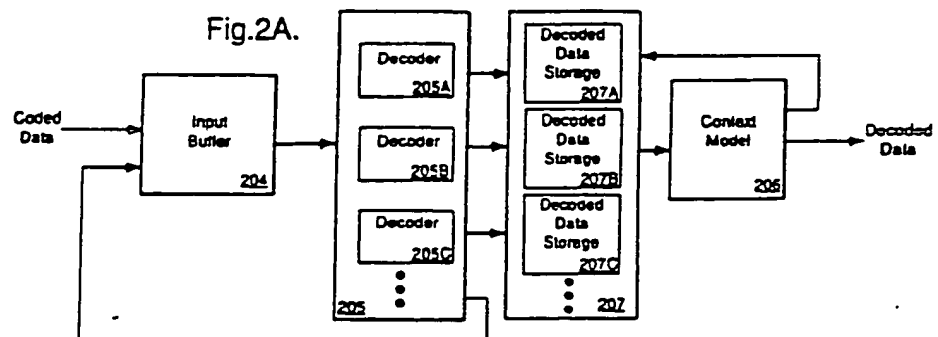 Fig.2A.
Coded
Data
Input
Buffer
204
Decoder
205A
Decoder
205B
Decoder
205C
205
Decoded
Data
Storage
207A
Decoded
Data
Storage
207B
Decoded
Data
Storage
207C
207
Context
Model
206
Decoded
Data